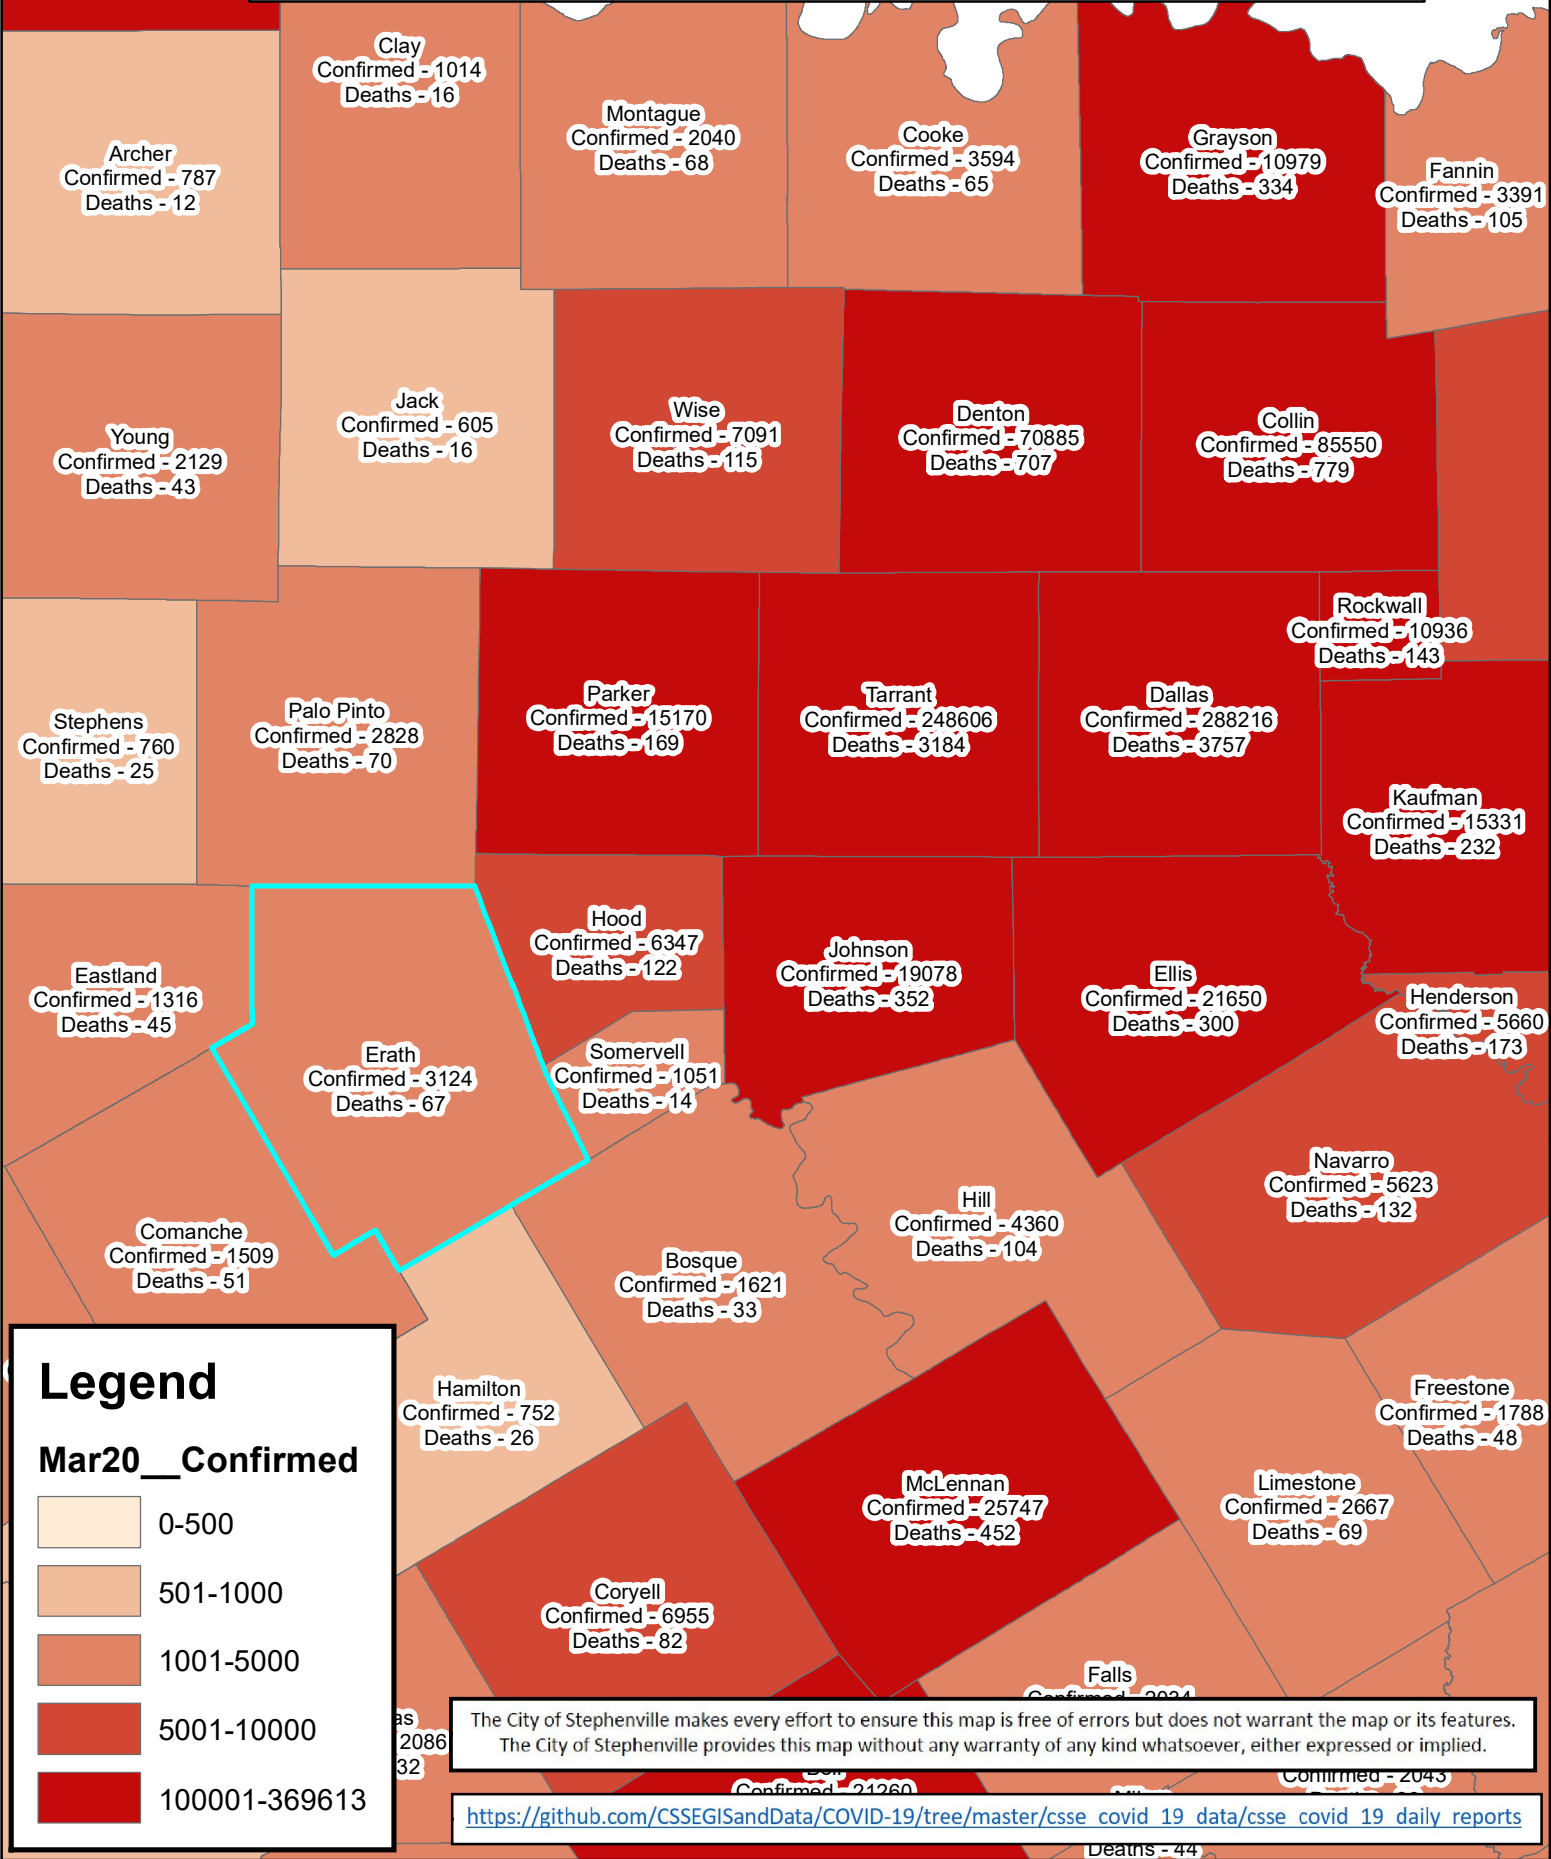 Clay
Confirmed - 1014
Deaths - 16
Montague
Confirmed - 2040
Deaths - 68
Cooke
Confirmed - 3594
Deaths - 65
Grayson
Confirmed - 10979
Deaths - 334
Archer
Confirmed - 787
Deaths - 12
Fannin
Confirmed - 3391
Deaths - 105
Young
Confirmed - 2129
Deaths - 43
Jack
Confirmed - 605
Deaths - 16
Wise
Confirmed - 7091
Deaths - 115
Denton
Confirmed - 70885
Deaths - 707
Collin
Confirmed - 85550
Deaths - 779
Rockwall
Confirmed - 10936
Deaths - 143
Stephens
Confirmed - 760
Deaths - 25
Palo Pinto
Confirmed - 2828
Deaths - 70
Parker
Confirmed - 15170
Deaths - 169
Tarrant
Confirmed - 248606
Deaths - 3184
Dallas
Confirmed - 288216
Deaths - 3757
Kaufman
Confirmed - 15331
Deaths - 232
Eastland
Confirmed - 1316
Deaths - 45
Erath
Confirmed - 3124
Deaths - 67
Hood
Confirmed - 6347
Deaths - 122
Somervell
Confirmed - 1051
Deaths - 14
Johnson
Confirmed - 19078
Deaths - 352
Ellis
Confirmed - 21650
Deaths - 300
Henderson
Confirmed - 5660
Deaths - 173
Navarro
Confirmed - 5623
Deaths - 132
Comanche
Confirmed - 1509
Deaths - 51
Bosque
Confirmed - 1621
Deaths - 33
Hill
Confirmed - 4360
Deaths - 104
Hamilton
Confirmed - 752
Deaths - 26
McLennan
Confirmed - 25747
Deaths - 452
Limestone
Confirmed - 2667
Deaths - 69
Freestone
Confirmed - 1788
Deaths - 48
Coryell
Confirmed - 6955
Deaths - 82
Falls
Legend
Mar20__Confirmed
0-500
501-1000
1001-5000
5001-10000
100001-369613
as
2086
32
The City of Stephenville makes every effort to ensure this map is free of errors but does not warrant the map or its features.
The City of Stephenville provides this map without any warranty of any kind whatsoever, either expressed or implied.
Confirmed - 21260
Confirmed - 2043
https://github.com/CSSEGISandData/COVID-19/tree/master/csse_covid_19_data/csse_covid_19_daily_reports
Deaths - 44